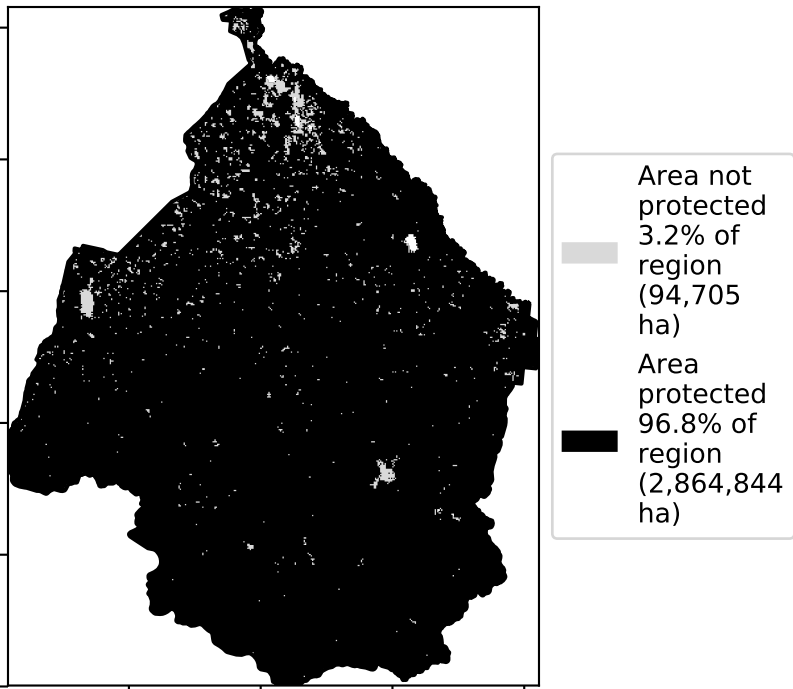 Area not
protected
3.2% of
region
(94,705
ha)
Area
protected
96.8% of
region
(2,864,844
ha)